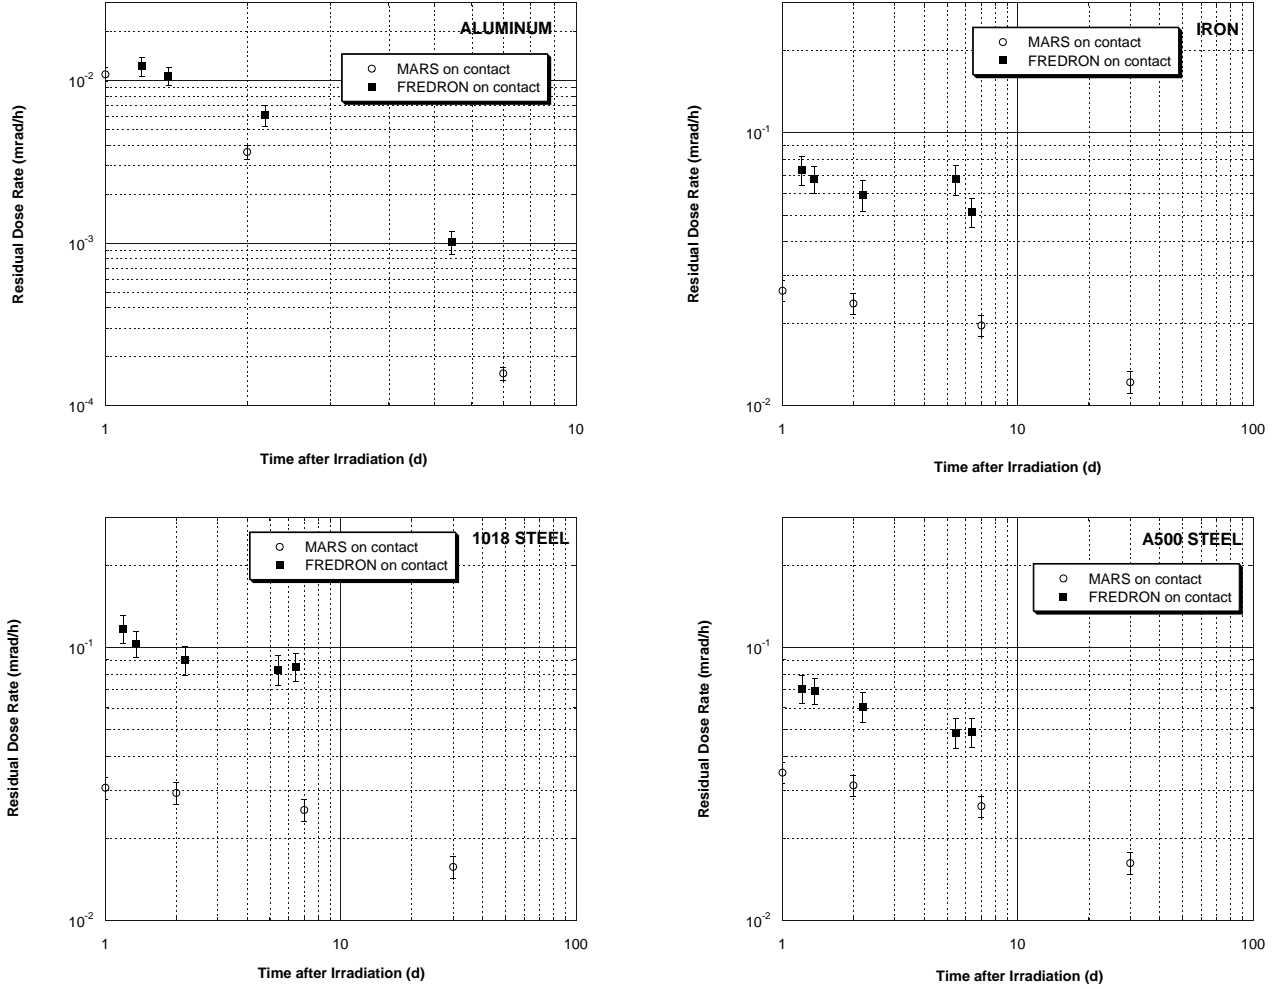 ALUMINUM
MARS on contact
FREDRON on contact
10-2
10-3
10-4
1
10
Residual Dose Rate (mrad/h)
Time after Irradiation (d)
IRON
MARS on contact
FREDRON on contact
10-1
10-2
1
10
100
Residual Dose Rate (mrad/h)
Time after Irradiation (d)
1018 STEEL
MARS on contact
FREDRON on contact
10-1
10-2
1
10
100
Residual Dose Rate (mrad/h)
Time after Irradiation (d)
A500 STEEL
MARS on contact
FREDRON on contact
10-1
10-2
1
10
100
Residual Dose Rate (mrad/h)
Time after Irradiation (d)